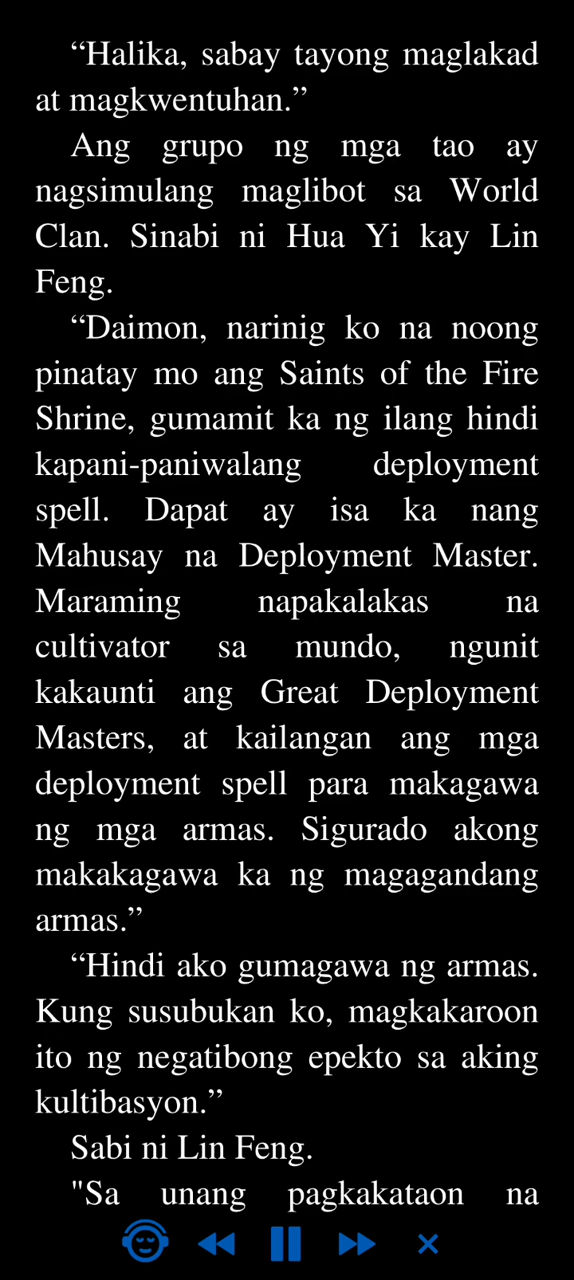 “Halika, sabay tayong maglakad
at magkwentuhan.”
Ang grupo ng mga tao ay
nagsimulang maglibot sa World
Clan. Sinabi ni Hua Yi kay Lin
Feng.
“Daimon, narinig ko na noong
pinatay mo ang Saints of the Fire
Shrine, gumamit ka ng ilang hindi
kapani-paniwalang deployment
spell. Dapat ay isa ka nang
Mahusay na Deployment Master.
Maraming napakalakas na
cultivator sa mundo, ngunit
kakaunti ang Great Deployment
Masters, at kailangan ang mga
deployment spell para makagawa
ng mga armas. Sigurado akong
makakagawa ka ng magagandang
armas.”
“Hindi ako gumagawa ng armas.
Kung susubukan ko, magkakaroon
ito ng negatibong epekto sa aking
kultibasyon.”
Sabi ni Lin Feng.
"Sa unang pagkakataon na